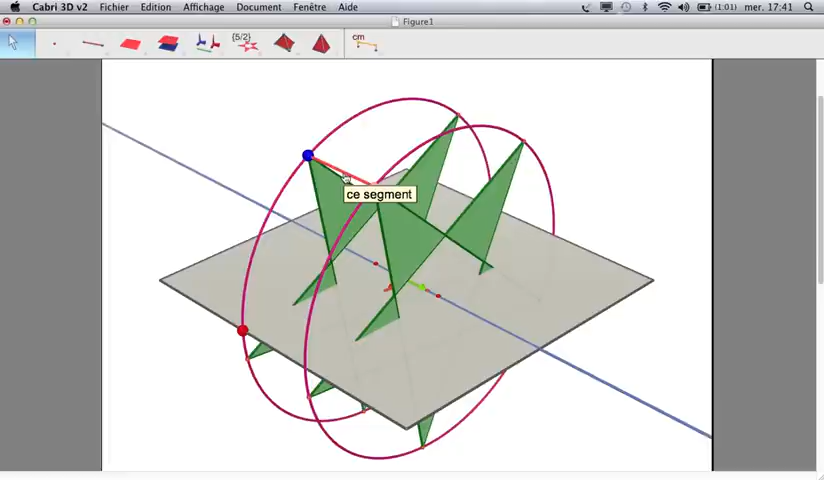 Cabri 3D v2 Fichier Edition Affichage Document Fenêtre Aide (1:01) mer. 17:41
Figure1
{5/2} cm
ce segment